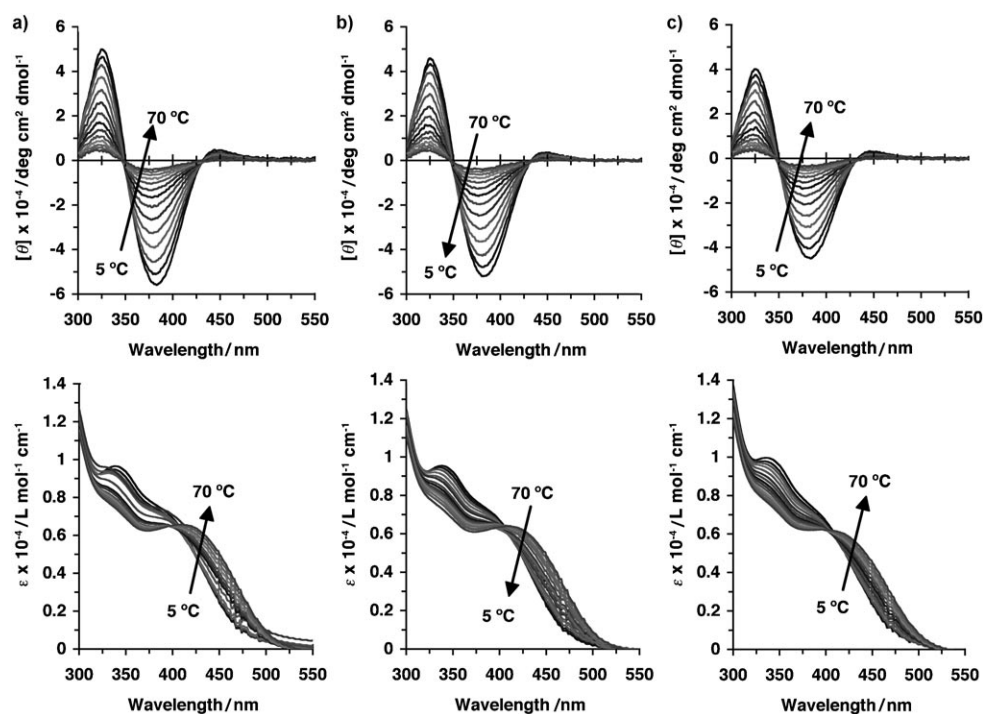 a)
6
4
2
0
-2
-4
-6
[θ] x 10⁻⁴ / deg cm² dmol⁻¹
70 ºC
5 ºC
300 350 400 450 500 550
Wavelength / nm
b)
6
4
2
0
-2
-4
-6
[θ] x 10⁻⁴ / deg cm² dmol⁻¹
70 ºC
5 ºC
300 350 400 450 500 550
Wavelength / nm
c)
6
4
2
0
-2
-4
-6
[θ] x 10⁻⁴ / deg cm² dmol⁻¹
70 ºC
5 ºC
300 350 400 450 500 550
Wavelength / nm
1.4
1.2
1
0.8
0.6
0.4
0.2
0
ε x 10⁻⁴ / L mol⁻¹ cm⁻¹
70 ºC
5 ºC
300 350 400 450 500 550
Wavelength / nm
1.4
1.2
1
0.8
0.6
0.4
0.2
0
ε x 10⁻⁴ / L mol⁻¹ cm⁻¹
70 ºC
5 ºC
300 350 400 450 500 550
Wavelength / nm
1.4
1.2
1
0.8
0.6
0.4
0.2
0
ε x 10⁻⁴ / L mol⁻¹ cm⁻¹
70 ºC
5 ºC
300 350 400 450 500 550
Wavelength / nm